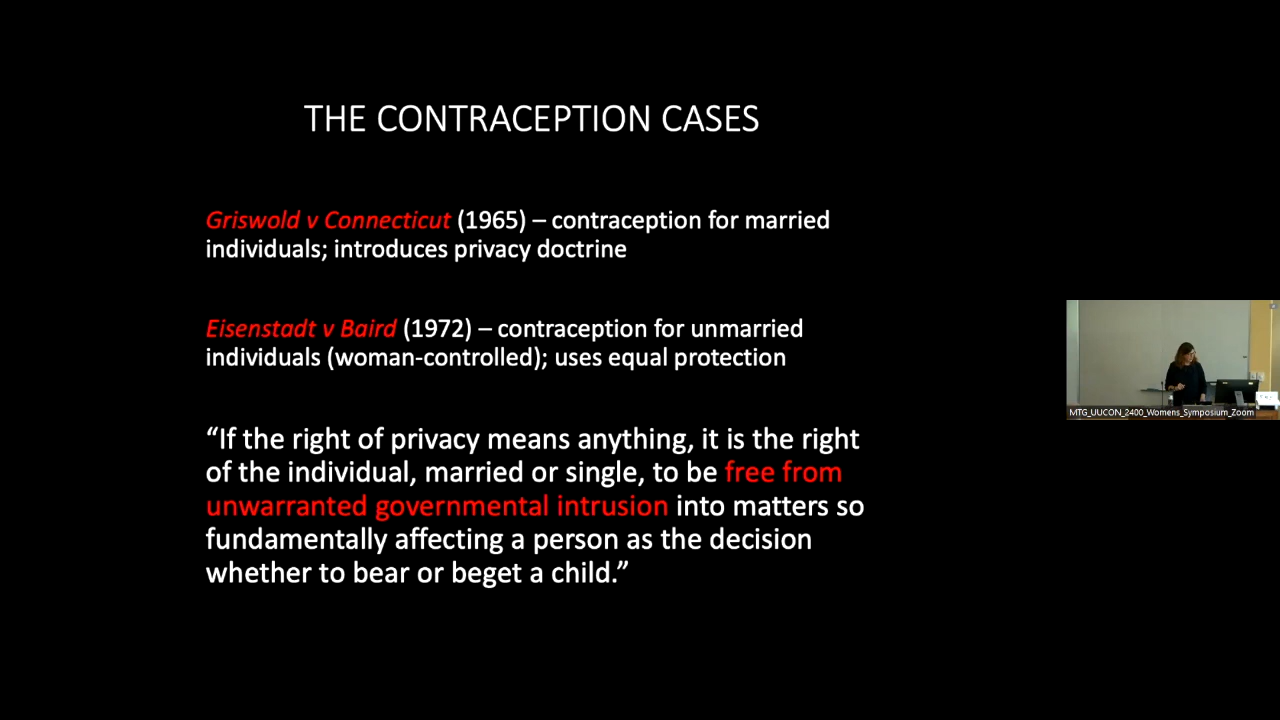 THE CONTRACEPTION CASES
Griswold v Connecticut (1965) – contraception for married
individuals; introduces privacy doctrine
Eisenstadt v Baird (1972) – contraception for unmarried
individuals (woman-controlled); uses equal protection
“If the right of privacy means anything, it is the right
of the individual, married or single, to be free from
unwarranted governmental intrusion into matters so
fundamentally affecting a person as the decision
whether to bear or beget a child.”
MTG_UUCON_2400_Womens_Symposium_Zoom